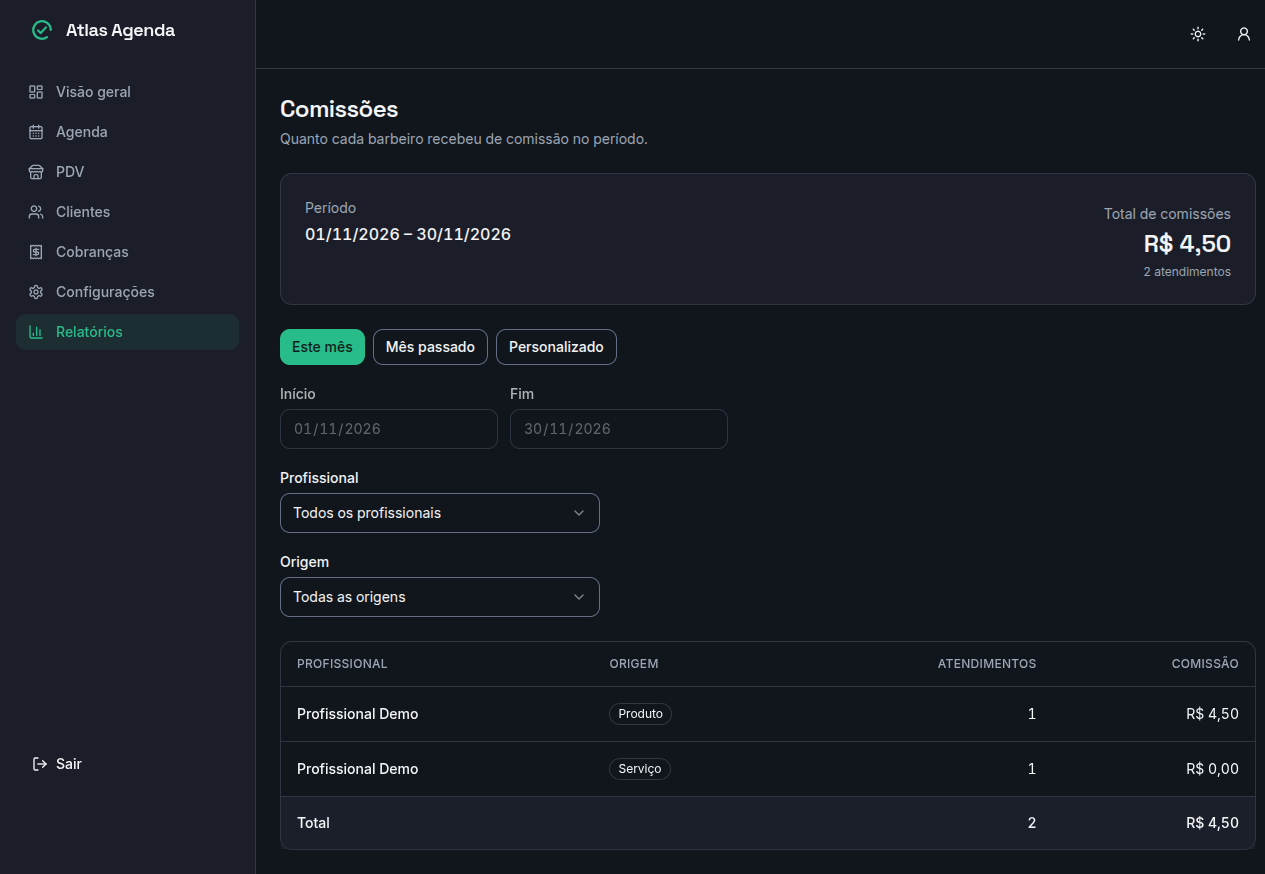 Atlas Agenda
Visão geral
Agenda
PDV
Clientes
Cobranças
Configurações
Relatórios
Sair
Comissões
Quanto cada barbeiro recebeu de comissão no período.
Período
01/11/2026 – 30/11/2026
Total de comissões
R$ 4,50
2 atendimentos
Este mês Mês passado Personalizado
Início Fim
01/11/2026 30/11/2026
Profissional
Todos os profissionais
Origem
Todas as origens
PROFISSIONAL ORIGEM ATENDIMENTOS COMISSÃO
Profissional Demo Produto 1 R$ 4,50
Profissional Demo Serviço 1 R$ 0,00
Total 2 R$ 4,50